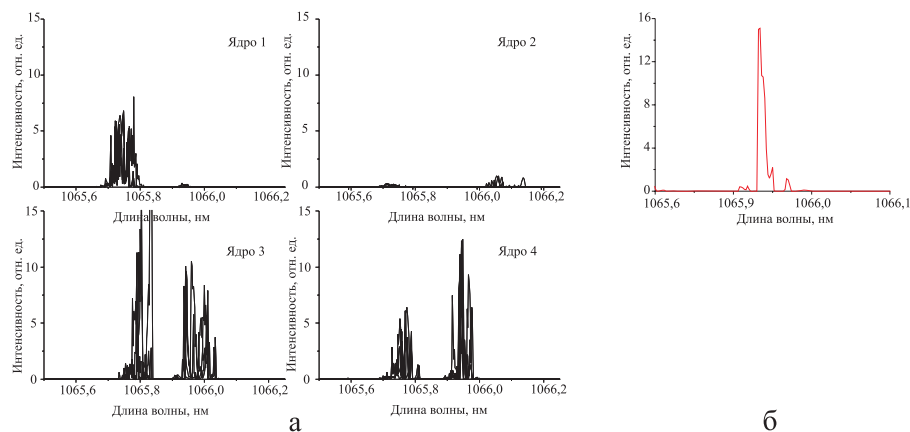 15
10
5
0
Интенсивность, отн. ед.
Ядро 1
1065,6 1065,8 1066,0 1066,2
Длина волны, нм
15
10
5
0
Интенсивность, отн. ед.
Ядро 2
1065,6 1065,8 1066,0 1066,2
Длина волны, нм
16
12
8
4
0
Интенсивность, отн. ед.
1065,6 1065,9 1066,0 1066,1
Длина волны, нм
15
10
5
0
Интенсивность, отн. ед.
Ядро 3
1065,6 1065,8 1066,0 1066,2
Длина волны, нм
15
10
5
0
Интенсивность, отн. ед.
Ядро 4
1065,6 1065,8 1066,0 1066,2
Длина волны, нм
а
б